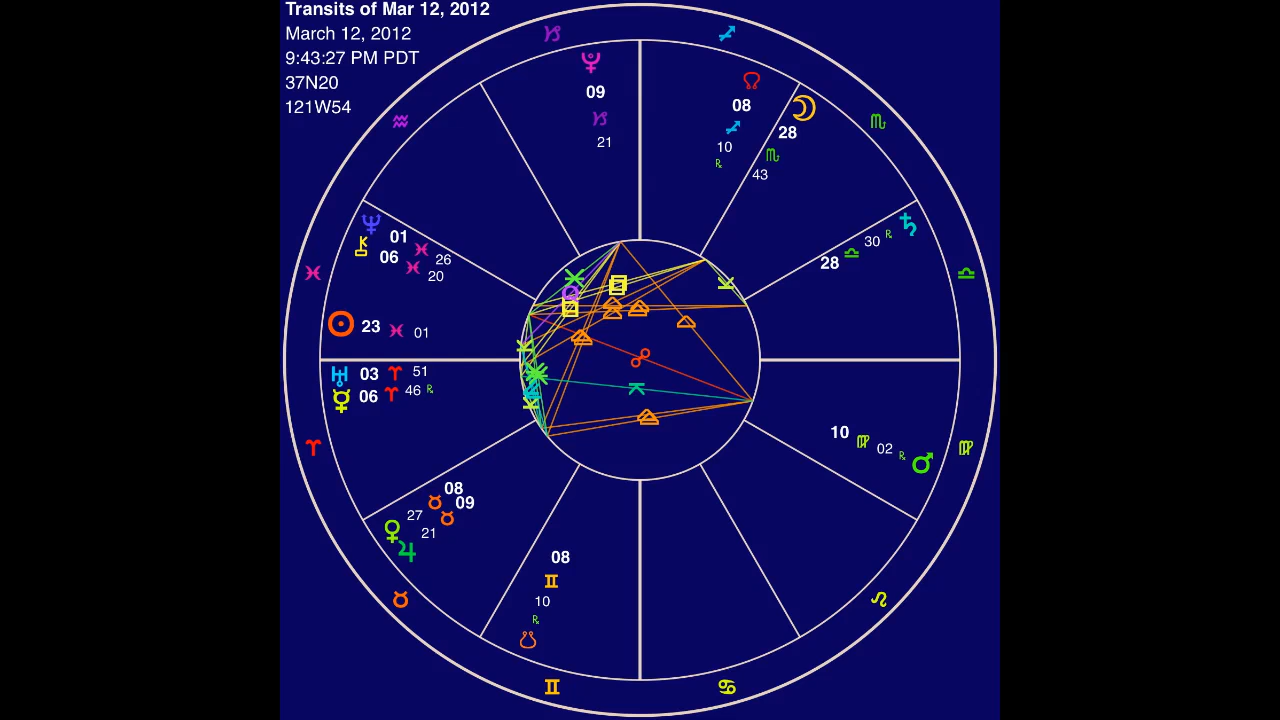 Transits of Mar 12, 2012
March 12, 2012
9:43:27 PM PDT
37N20
121W54
♑ ♐
♒ ♏
♓ ♎
♈ ♍
♉ ♌
♊ ♋
♇ 09 ♑ 21
☊ 08 ♐ 10 ℞
☽ 28 ♏ 43
♄ 28 ♎ 30 ℞
♆ 01 ♓ 26
⚷ 06 ♓ 20
☉ 23 ♓ 01
♅ 03 ♈ 51
☿ 06 ♈ 46 ℞
♂ 10 ♍ 02 ℞
♀ 08 ♉ 27
♃ 09 ♉ 21
☋ 08 ♊ 10 ℞